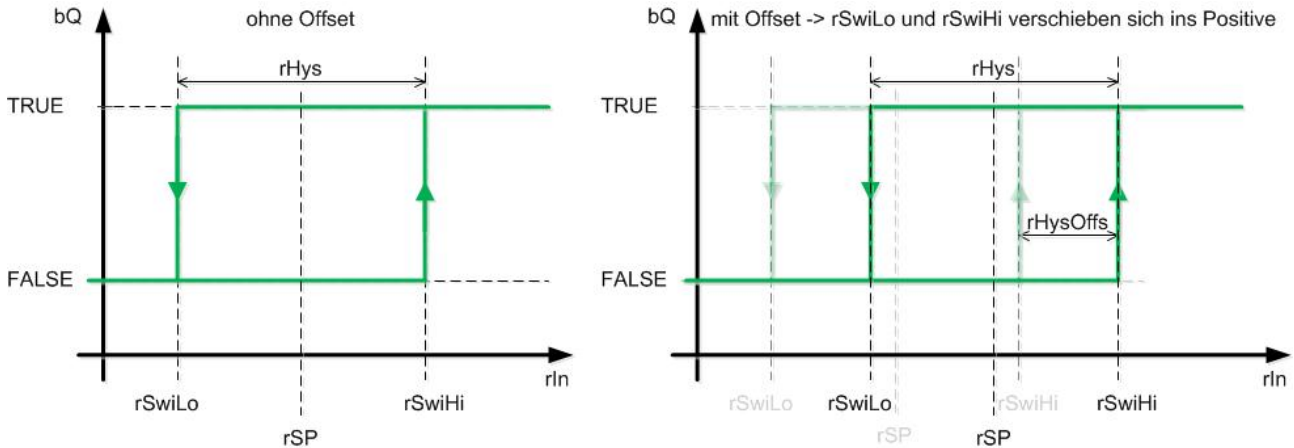 bQ
ohne Offset
rHys
TRUE
FALSE
rIn
rSwiLo
rSwiHi
rSP
bQ
mit Offset -> rSwiLo und rSwiHi verschieben sich ins Positive
rHys
TRUE
rHysOffs
FALSE
rIn
rSwiLo
rSwiLo
rSwiHi
rSwiHi
rSP
rSP